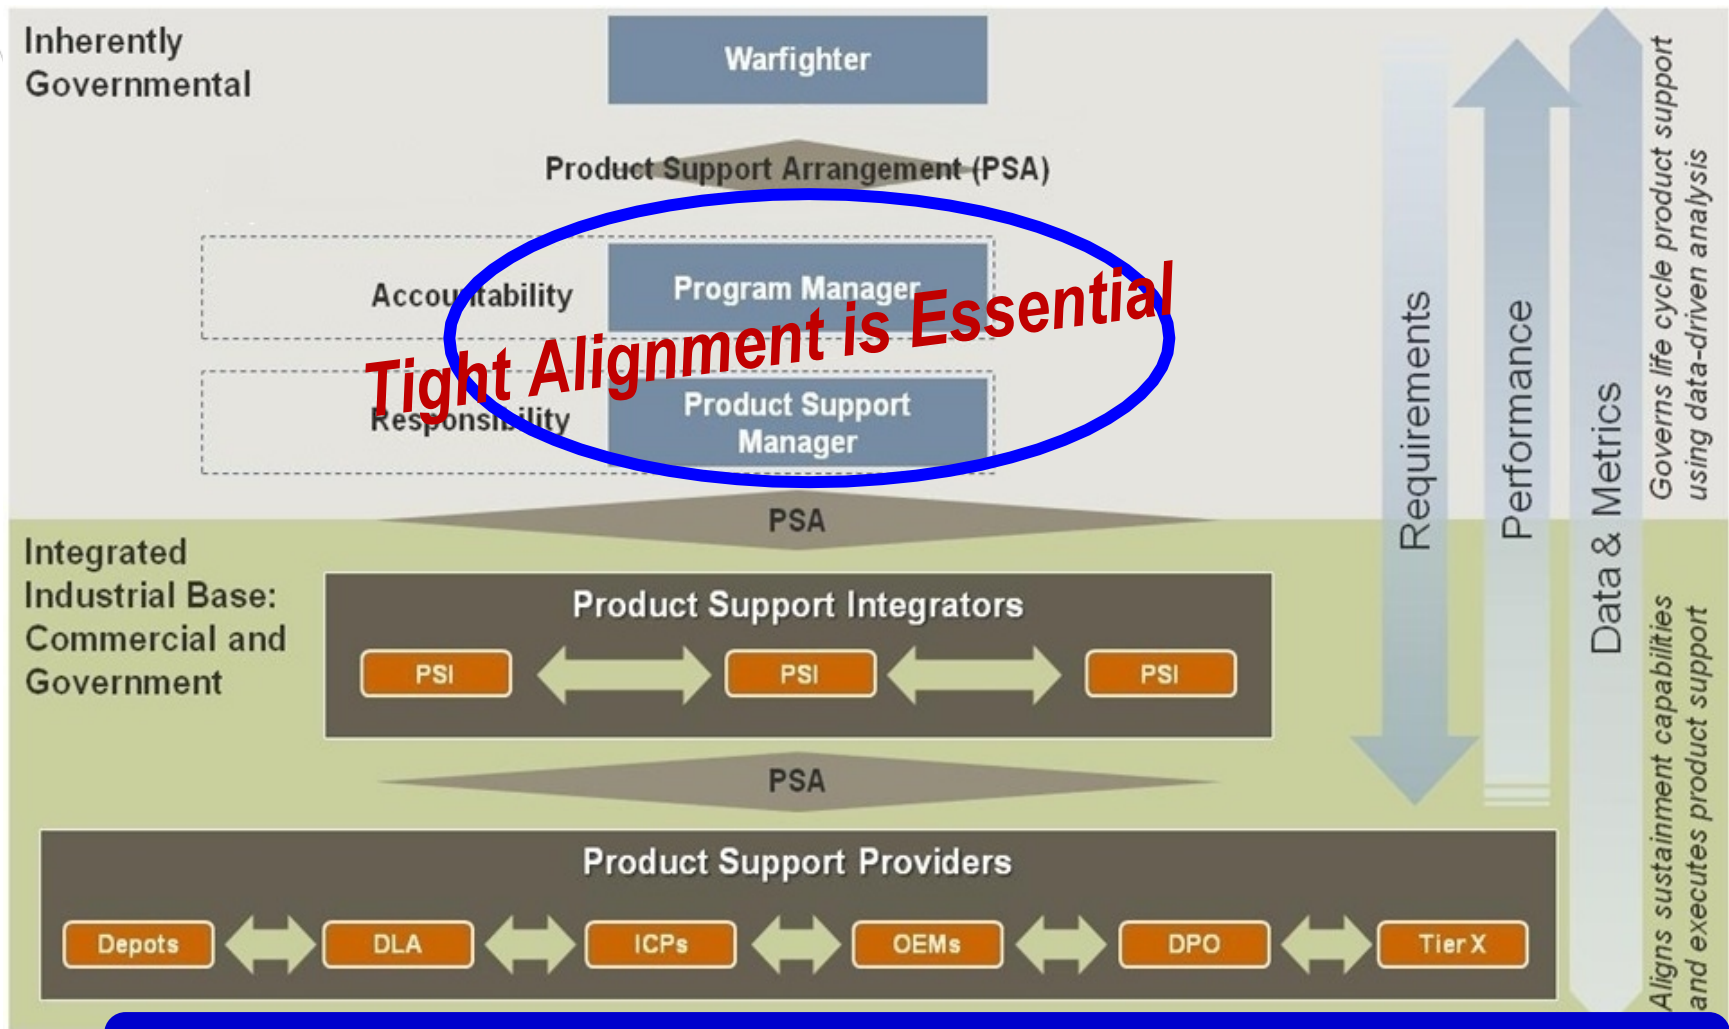 Inherently
Governmental
Warfighter
Product Support Arrangement (PSA)
Accountability
Program Manager
Tight Alignment is Essential
Responsibility
Product Support
Manager
PSA
Integrated
Industrial Base:
Commercial and
Government
Product Support Integrators
PSI
PSI
PSI
PSA
Product Support Providers
Depots
DLA
ICPs
OEMs
DPO
Tier X
Requirements
Performance
Data & Metrics
Governs life cycle product support
using data-driven analysis
Aligns sustainment capabilities
and executes product support